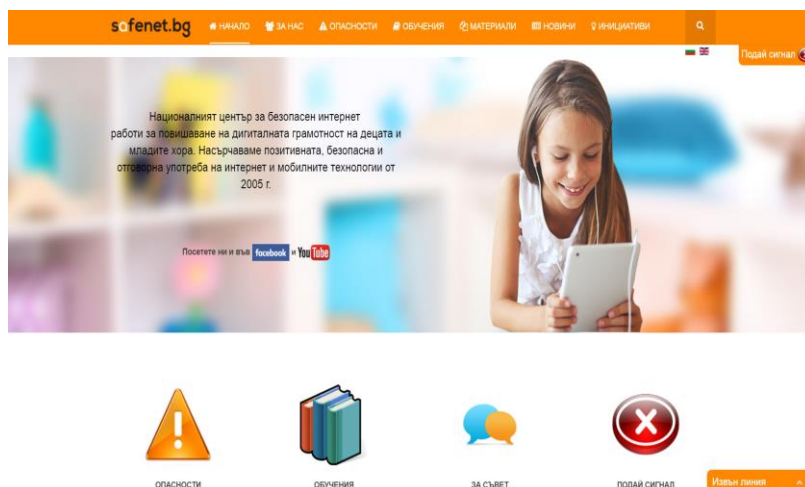 safenet.bg НАЧАЛО ЗА НАС ОПАСНОСТИ ОБУЧЕНИЯ МАТЕРИАЛИ НОВИНИ ИНИЦИАТИВИ
Подай сигнал
Националният център за безопасен интернет
работи за повишаване на дигиталната грамотност на децата и
младите хора. Насърчаваме позитивната, безопасна и
отговорна употреба на интернет и мобилните технологии от
2005 г.
Посетете ни и във facebook и YouTube
ОПАСНОСТИ ОБУЧЕНИЯ ЗА СЪВЕТ ПОДАЙ СИГНАЛ
Извън линия